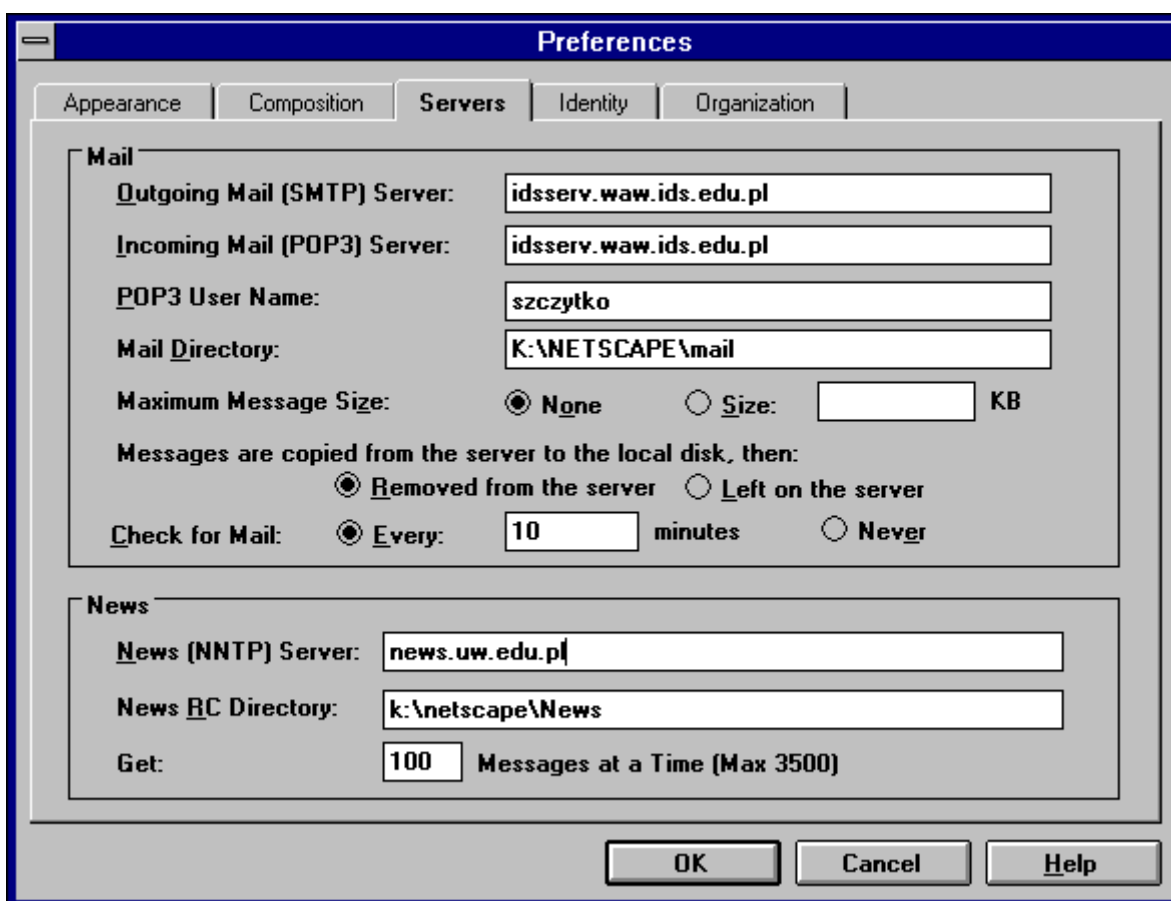 Preferences
Appearance Composition Servers Identity Organization
Mail
Outgoing Mail (SMTP) Server: idsserv.waw.ids.edu.pl
Incoming Mail (POP3) Server: idsserv.waw.ids.edu.pl
POP3 User Name: szczytko
Mail Directory: K:\NETSCAPE\mail
Maximum Message Size: None Size: KB
Messages are copied from the server to the local disk, then:
Removed from the server Left on the server
Check for Mail: Every: 10 minutes Never
News
News (NNTP) Server: news.uw.edu.pl
News RC Directory: k:\netscape\News
Get: 100 Messages at a Time (Max 3500)
OK Cancel Help